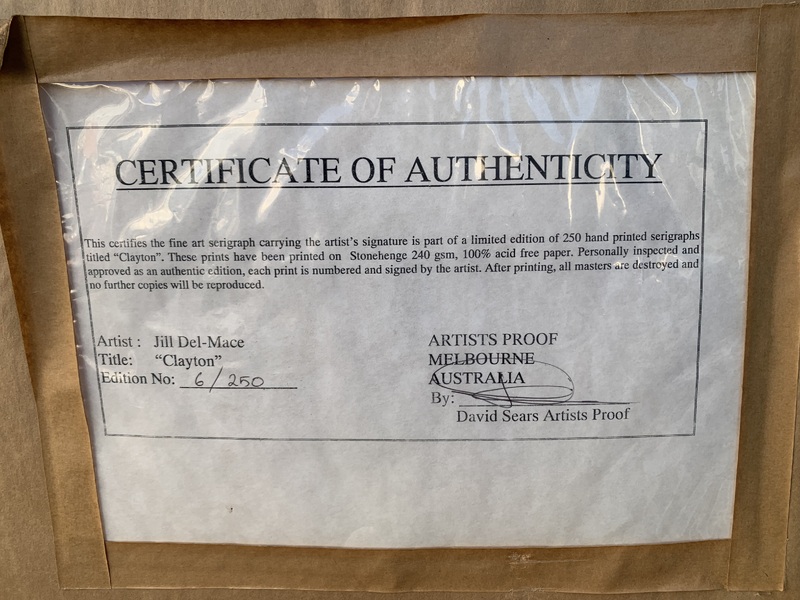 CERTIFICATE OF AUTHENTICITY
This certifies the fine art serigraph carrying the artist's signature is part of a limited edition of 250 hand printed serigraphs
titled “Clayton”. These prints have been printed on Stonehenge 240 gsm, 100% acid free paper. Personally inspected and
approved as an authentic edition, each print is numbered and signed by the artist. After printing, all masters are destroyed and
no further copies will be reproduced.
Artist : Jill Del-Mace
Title: “Clayton”
Edition No: 6/250
ARTISTS PROOF
MELBOURNE
AUSTRALIA
By:
David Sears Artists Proof